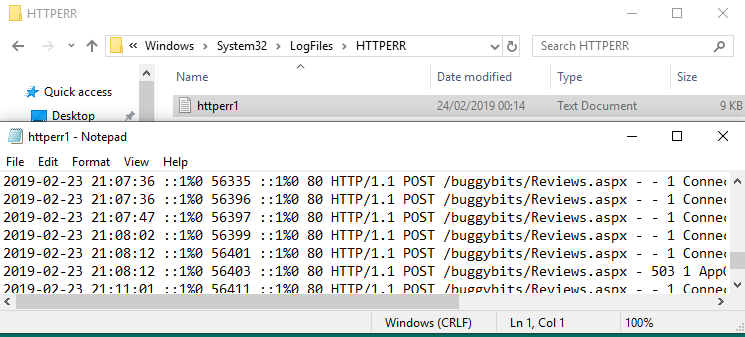 HTTPERR
« Windows > System32 > LogFiles > HTTPERR
Search HTTPERR
Quick access
Desktop
Name Date modified Type Size
httperr1 24/02/2019 00:14 Text Document 9 KB
httperr1 - Notepad
File Edit Format View Help
2019-02-23 21:07:36 ::1%0 56335 ::1%0 80 HTTP/1.1 POST /buggybits/Reviews.aspx - - 1 Connec
2019-02-23 21:07:36 ::1%0 56396 ::1%0 80 HTTP/1.1 POST /buggybits/Reviews.aspx - - 1 Connec
2019-02-23 21:07:47 ::1%0 56397 ::1%0 80 HTTP/1.1 POST /buggybits/Reviews.aspx - - 1 Connec
2019-02-23 21:08:02 ::1%0 56399 ::1%0 80 HTTP/1.1 POST /buggybits/Reviews.aspx - - 1 Connec
2019-02-23 21:08:12 ::1%0 56401 ::1%0 80 HTTP/1.1 POST /buggybits/Reviews.aspx - - 1 Connec
2019-02-23 21:08:12 ::1%0 56403 ::1%0 80 HTTP/1.1 POST /buggybits/Reviews.aspx - 503 1 App
2019-02-23 21:11:01 ::1%0 56411 ::1%0 80 HTTP/1.1 POST /buggybits/Reviews.aspx - - 1 Connec
Windows (CRLF) Ln 1, Col 1 100%